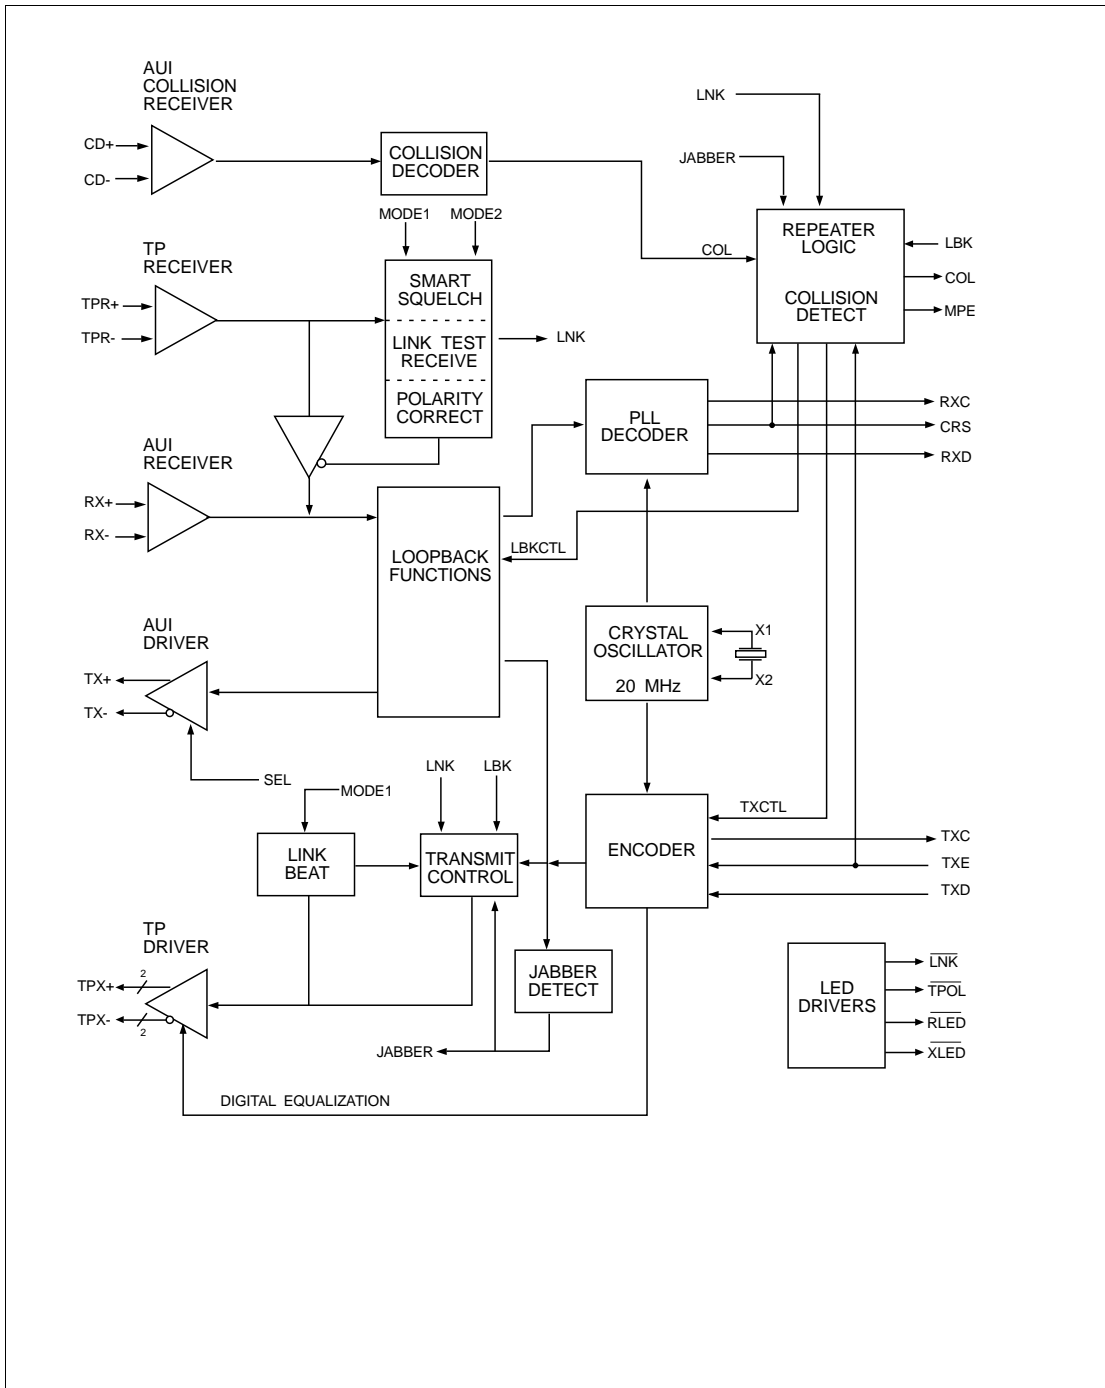 AUI
COLLISION
RECEIVER
CD+
CD-
COLLISION
DECODER
LNK
JABBER
MODE1
MODE2
TP
RECEIVER
TPR+
TPR-
SMART
SQUELCH
LINK TEST
RECEIVE
POLARITY
CORRECT
LNK
COL
REPEATER
LOGIC
COLLISION
DETECT
LBK
COL
MPE
PLL
DECODER
RXC
CRS
RXD
AUI
RECEIVER
RX+
RX-
LOOPBACK
FUNCTIONS
LBKCTL
AUI
DRIVER
TX+
TX-
SEL
CRYSTAL
OSCILLATOR
20 MHz
X1
X2
MODE1
LNK
LBK
LINK
BEAT
TRANSMIT
CONTROL
ENCODER
TXCTL
TXC
TXE
TXD
TP
DRIVER
TPX+
2
TPX-
2
JABBER
DETECT
JABBER
DIGITAL EQUALIZATION
LED
DRIVERS
LNK
TPOL
RLED
XLED